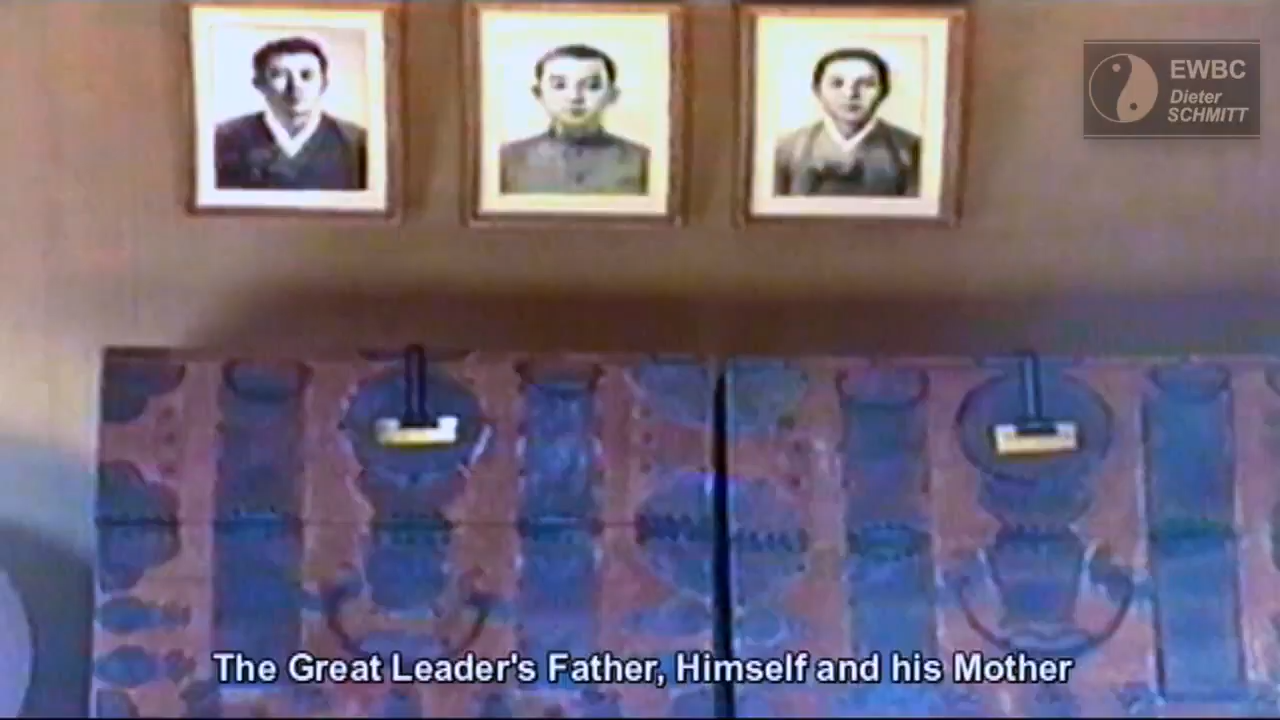 EWBC
Dieter
SCHMITT
The Great Leader's Father, Himself and his Mother